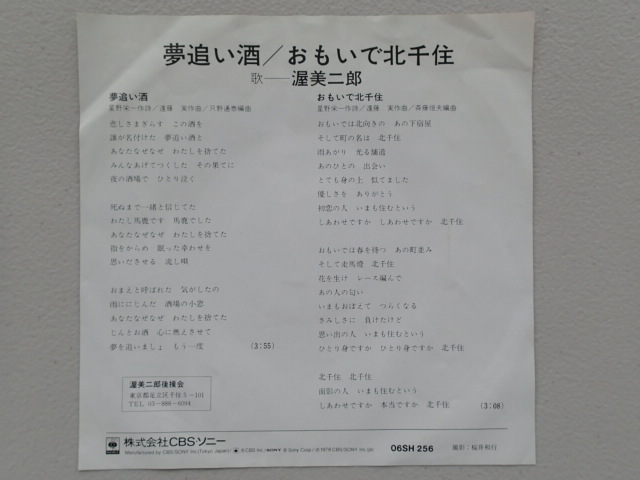 夢追い酒／おもいで北千住
歌──渥美二郎
夢追い酒
星野栄一作詩／遠藤 実作曲／只野通泰編曲
悲しさまぎらす この酒を
誰が名付けた 夢追い酒と
あなたなぜなぜ わたしを捨てた
みんなあげてつくした その果てに
夜の酒場で ひとり泣く
死ぬまで一緒と信じてた
わたし馬鹿です 馬鹿でした
あなたなぜなぜ わたしを捨てた
指をからめ 眠った幸わせを
思いださせる 流し唄
おまえと呼ばれた 気がしたの
雨ににじんだ 酒場の小窓
あなたなぜなぜ わたしを捨てた
じんとお酒 心に燃えさせて
夢を追いましょ もう一度
(3:55)
おもいで北千住
星野栄一作詩／遠藤 実作曲／斉藤恒夫編曲
おもいでは北向きの あの下宿屋
そして町の名は 北千住
雨あがり 光る舗道
あのひとの 出会い
とても身の上 似てました
優しさを ありがとう
初恋の人 いまも住むという
しあわせですか しあわせですか 北千住
おもいでは春を待つ あの町並み
そして走馬燈 北千住
花を生け レース編んで
あの人の匂い
いまもおぼえて つらくなる
さみしさに 負けたけど
思い出の人 いまも住むという
ひとり身ですか ひとり身ですか 北千住
北千住 北千住
面影の人 いまも住むという
しあわせですか 本当ですか 北千住
(3:08)
渥美二郎後援会
東京都足立区千住5−101
TEL 03−888−6094
株式会社CBS・ソニー
Manufactured by CBS/SONY Inc.(Tokyo, Japan)
06SH 256
撮影：桜井和行